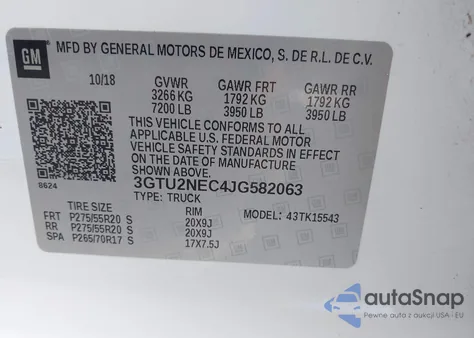 GM
MFD BY GENERAL MOTORS DE MEXICO, S. DE R.L. DE C.V.
10/18 GVWR GAWR FRT GAWR RR
3266 KG 1792 KG 1792 KG
7200 LB 3950 LB 3950 LB
THIS VEHICLE CONFORMS TO ALL
APPLICABLE U.S. FEDERAL MOTOR
VEHICLE SAFETY STANDARDS IN EFFECT
ON THE DATE OF MANUFACTURE
SHOWN ABOVE.
8624 3GTU2NEC4JG582063
TYPE: TRUCK
TIRE SIZE RIM MODEL: 43TK15543
FRT P275/55R20 S 20X9J
RR P275/55R20 S 20X9J
SPA P265/70R17 S 17X7.5J
autoSnap
Pewne auto z aukcji USA i EU